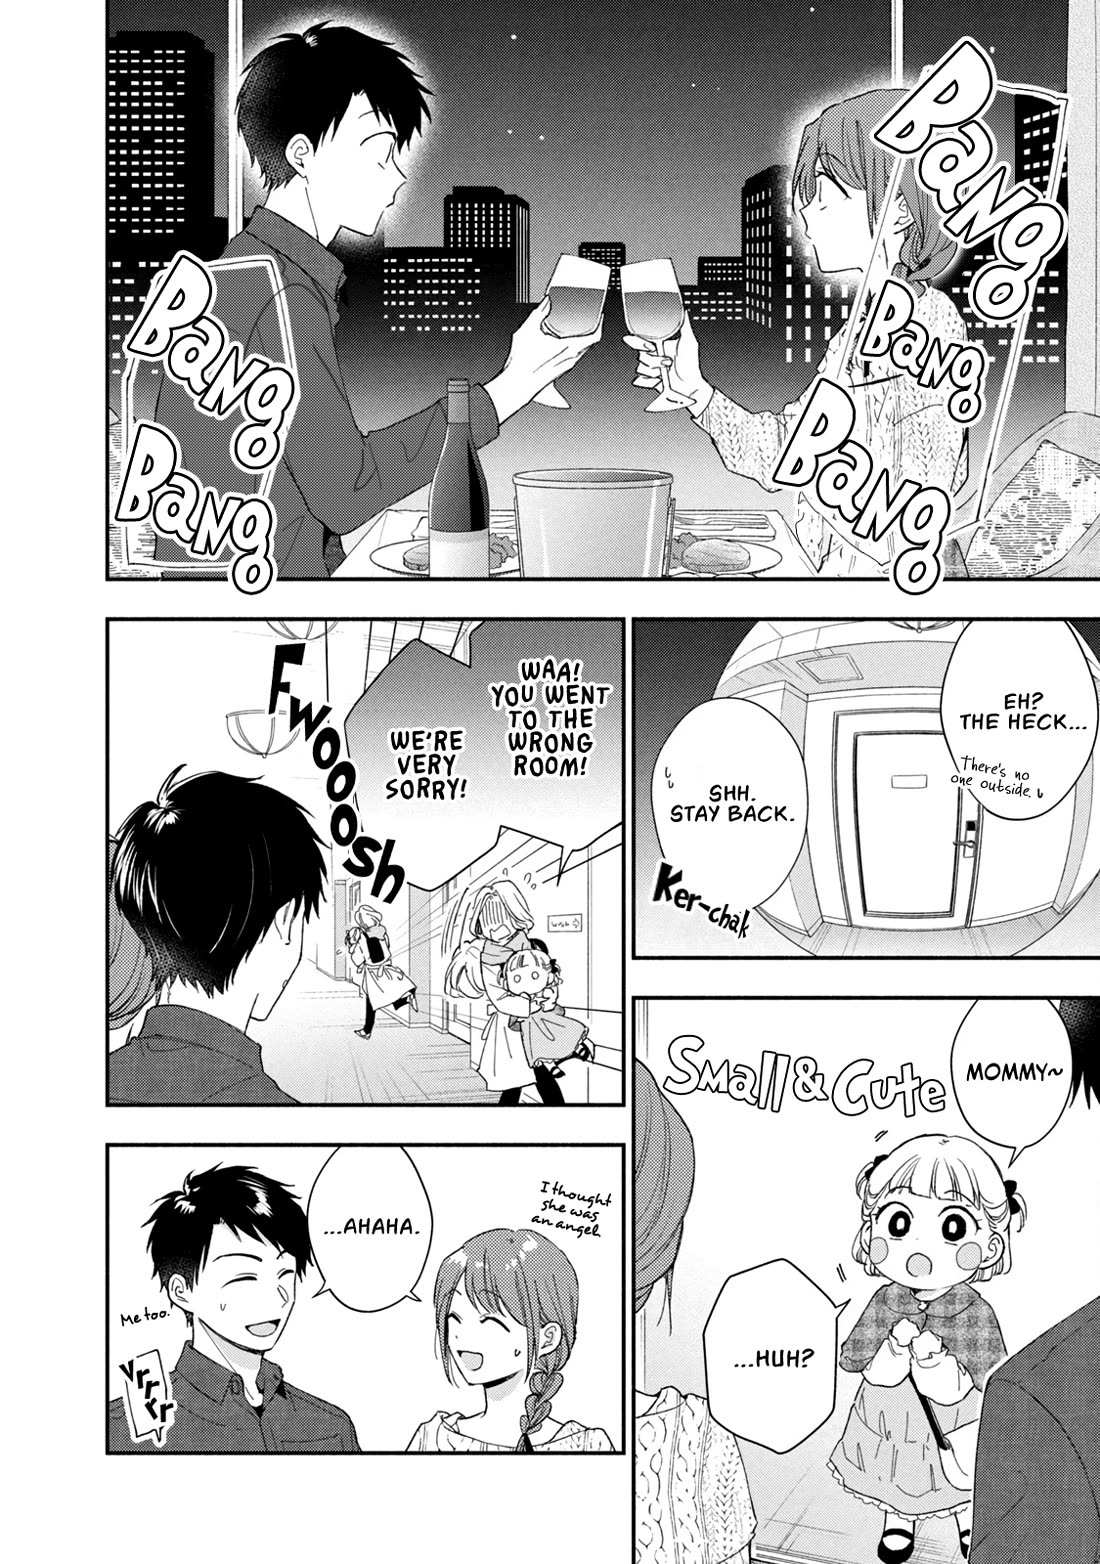 BANG
BANG
BANG
BANG
BANG
BANG
EH?
THE HECK...
There's no
one outside.
SHH.
STAY BACK.
Ker-chak
MOMMY~
Small & Cute
...HUH?
WAA!
YOU WENT
TO THE
WRONG
ROOM!
WE'RE
VERY
SORRY!
FWOOOOSH
I thought
she was
an angel.
...AHAHA.
Me too.
Vrrrrr